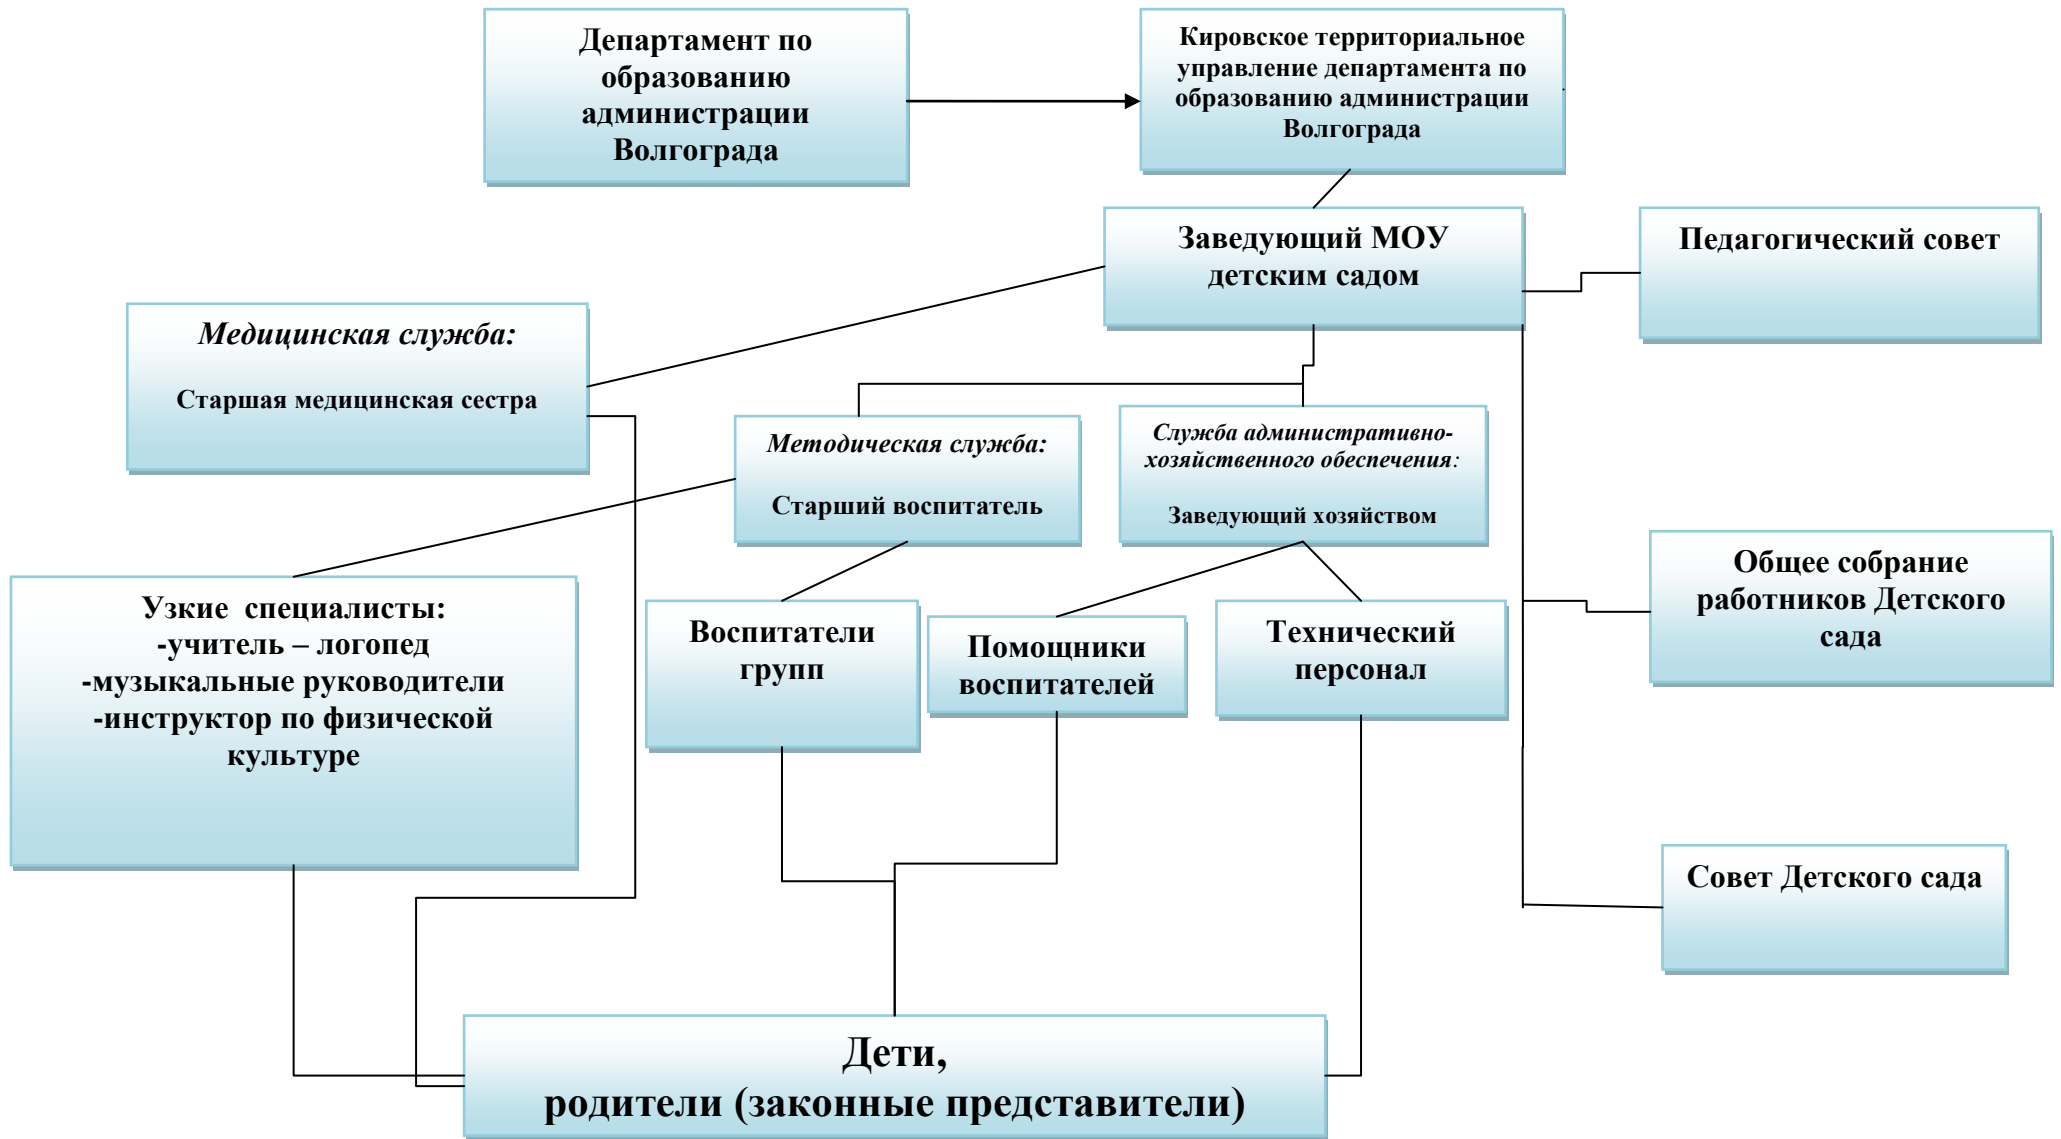 Департамент по
образованию
администрации
Волгограда
Кировское территориальное
управление департамента по
образованию администрации
Волгограда
Заведующий МОУ
детским садом
Педагогический совет
Медицинская служба:
Старшая медицинская сестра
Методическая служба:
Старший воспитатель
Служба административно-
хозяйственного обеспечения:
Заведующий хозяйством
Общее собрание
работников Детского
сада
Узкие  специалисты:
-учитель – логопед
-музыкальные руководители
-инструктор по физической
культуре
Воспитатели
групп
Помощники
воспитателей
Технический
персонал
Совет Детского сада
Дети,
родители (законные представители)